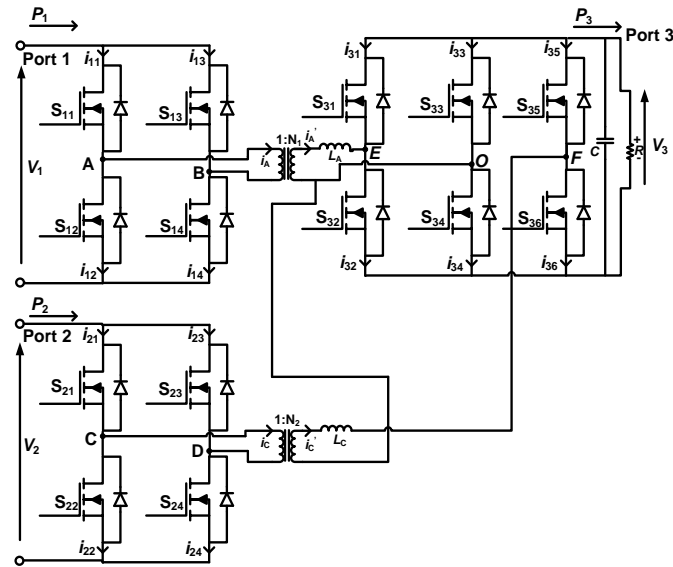 P1
Port 1
i11
i13
S11
S13
A
B
V1
S12
S14
i12
i14
1:N1
iA
iA'
LA
E
O
F
i31
i33
i35
P3
Port 3
S31
S33
S35
C
+
R
-
V3
S32
S34
S36
i32
i34
i36
P2
Port 2
i21
i23
S21
S23
C
D
V2
S22
S24
i22
i24
1:N2
iC
iC'
LC